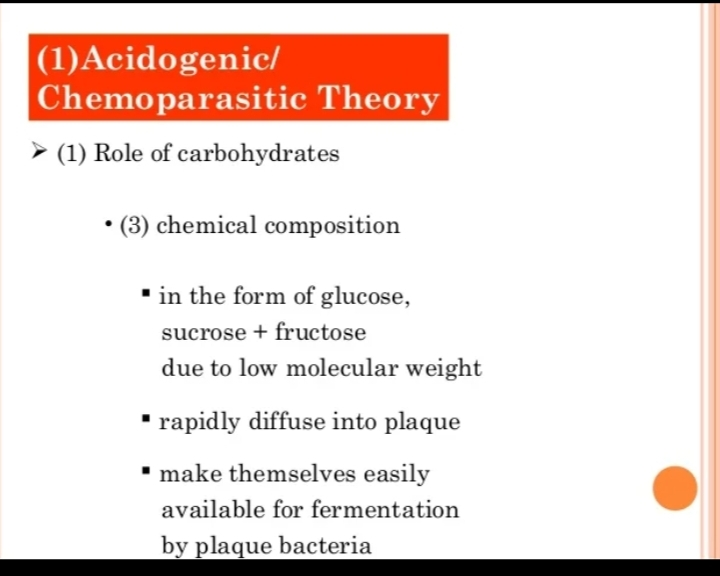 (1)Acidogenic/
Chemoparasitic Theory
➢ (1) Role of carbohydrates
• (3) chemical composition
▪ in the form of glucose,
sucrose + fructose
due to low molecular weight
▪ rapidly diffuse into plaque
▪ make themselves easily
available for fermentation
by plaque bacteria